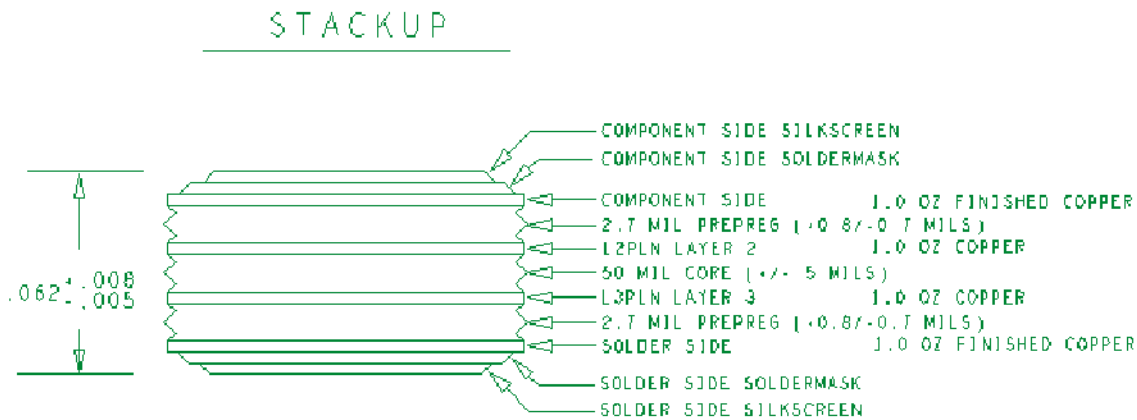 STACKUP
COMPONENT SIDE SILKSCREEN
COMPONENT SIDE SOLDERMASK
COMPONENT SIDE 1.0 OZ FINISHED COPPER
2.7 MIL PREPREG (+0.8/-0.7 MILS)
L2PLN LAYER 2 1.0 OZ COPPER
50 MIL CORE (+/- 5 MILS)
.062 +.008
-.005
L3PLN LAYER 3 1.0 OZ COPPER
2.7 MIL PREPREG (+0.8/-0.7 MILS)
SOLDER SIDE 1.0 OZ FINISHED COPPER
SOLDER SIDE SOLDERMASK
SOLDER SIDE SILKSCREEN